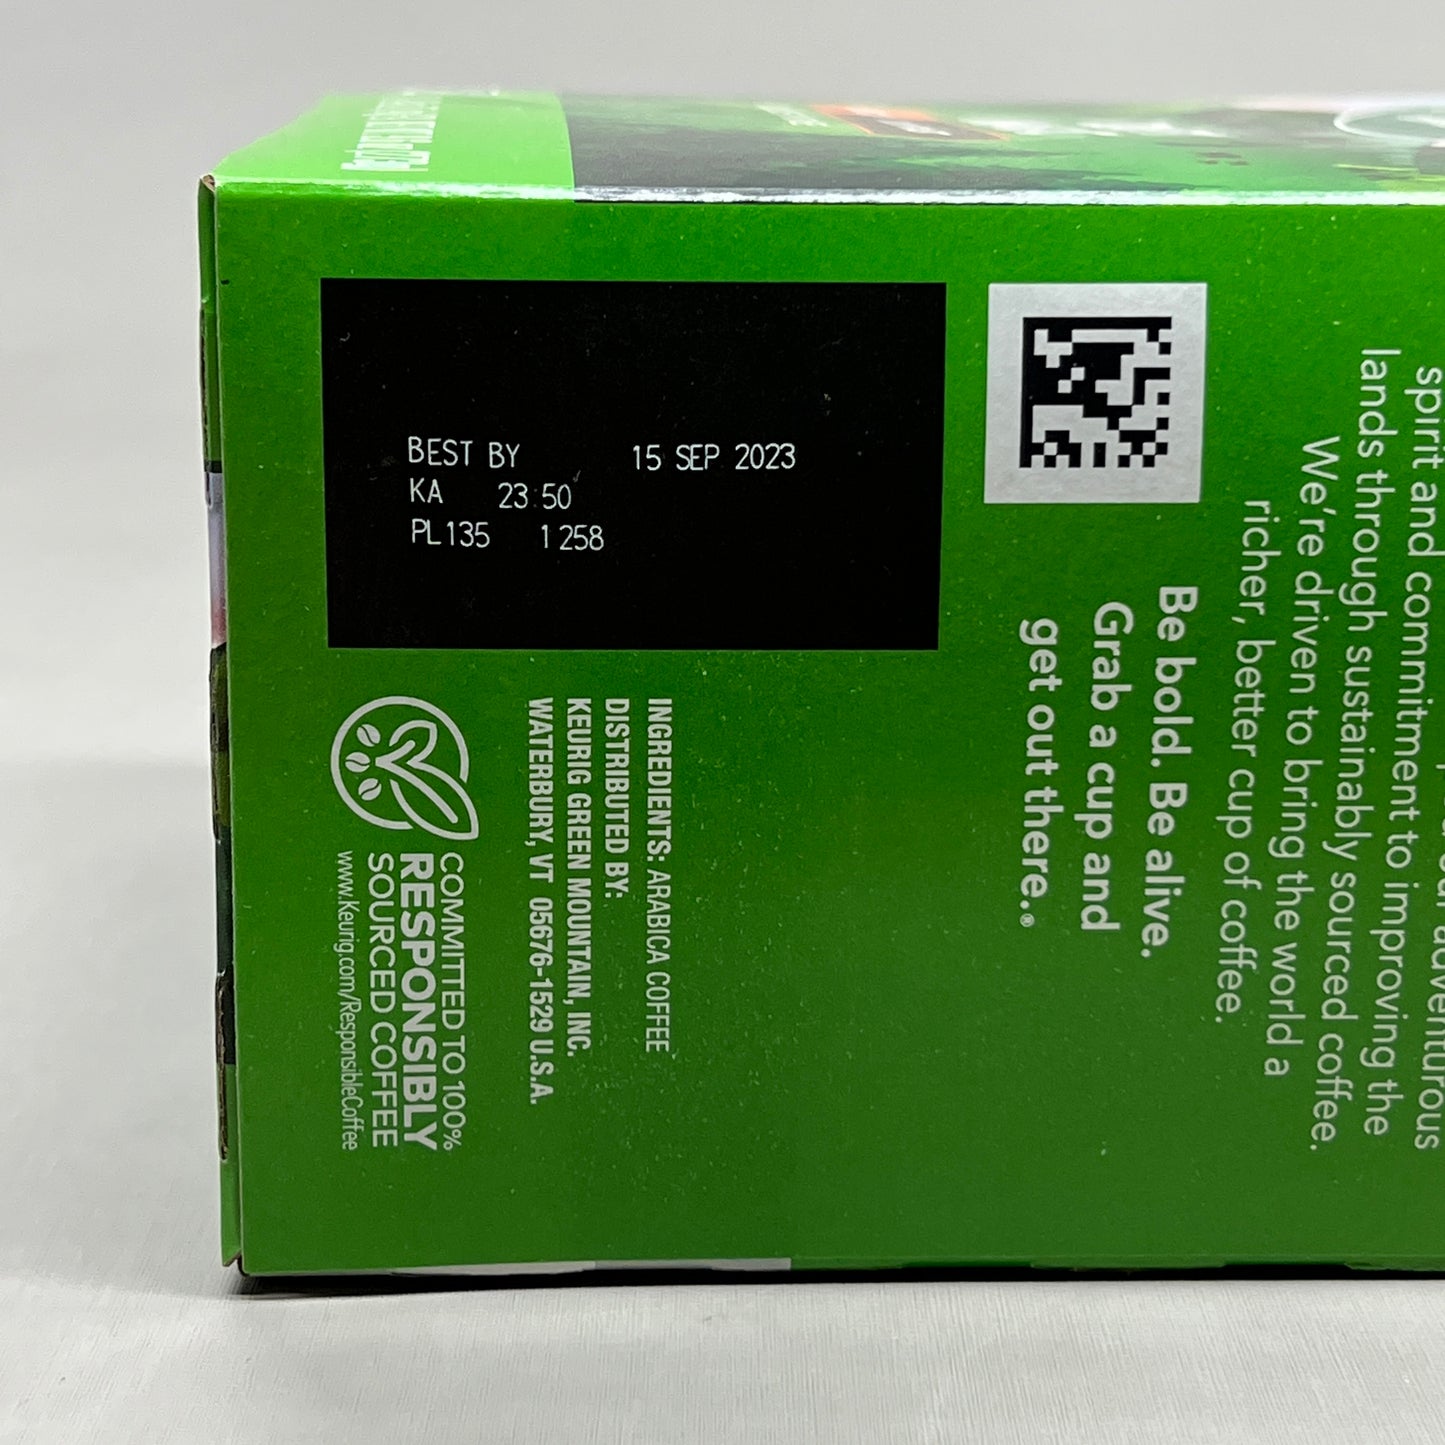 BEST BY 15 SEP 2023
KA 23:50
PL135 1 258
spirit and commitment to improving the
lands through sustainably sourced coffee.
We're driven to bring the world a
richer, better cup of coffee.
Be bold. Be alive.
Grab a cup and
get out there.®
INGREDIENTS: ARABICA COFFEE
DISTRIBUTED BY:
KEURIG GREEN MOUNTAIN, INC.
WATERBURY, VT 05676-1529 U.S.A.
COMMITTED TO 100%
RESPONSIBLY
SOURCED COFFEE
www.Keurig.com/ResponsibleCoffee